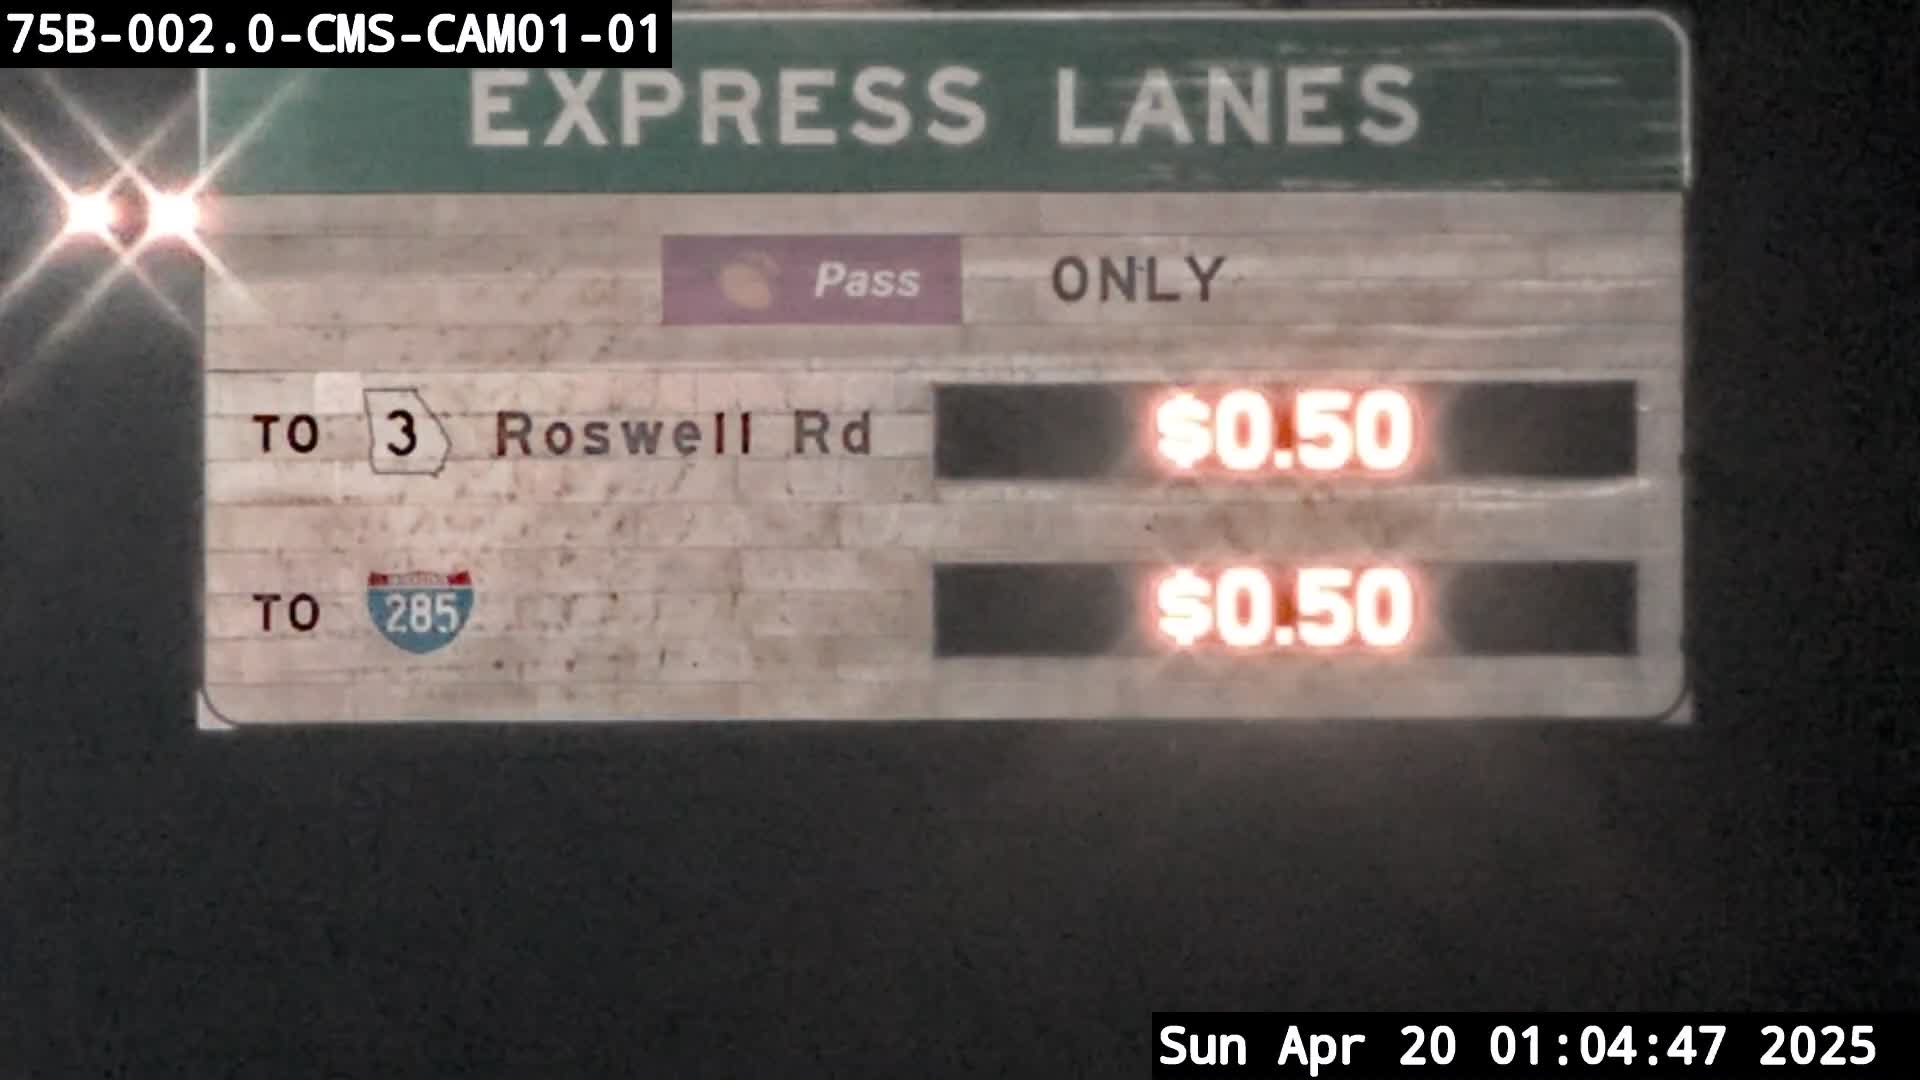 75B-002.0-CMS-CAM01-01
EXPRESS LANES
Pass ONLY
TO 3 Roswell Rd $0.50
TO 285 $0.50
Sun Apr 20 01:04:47 2025